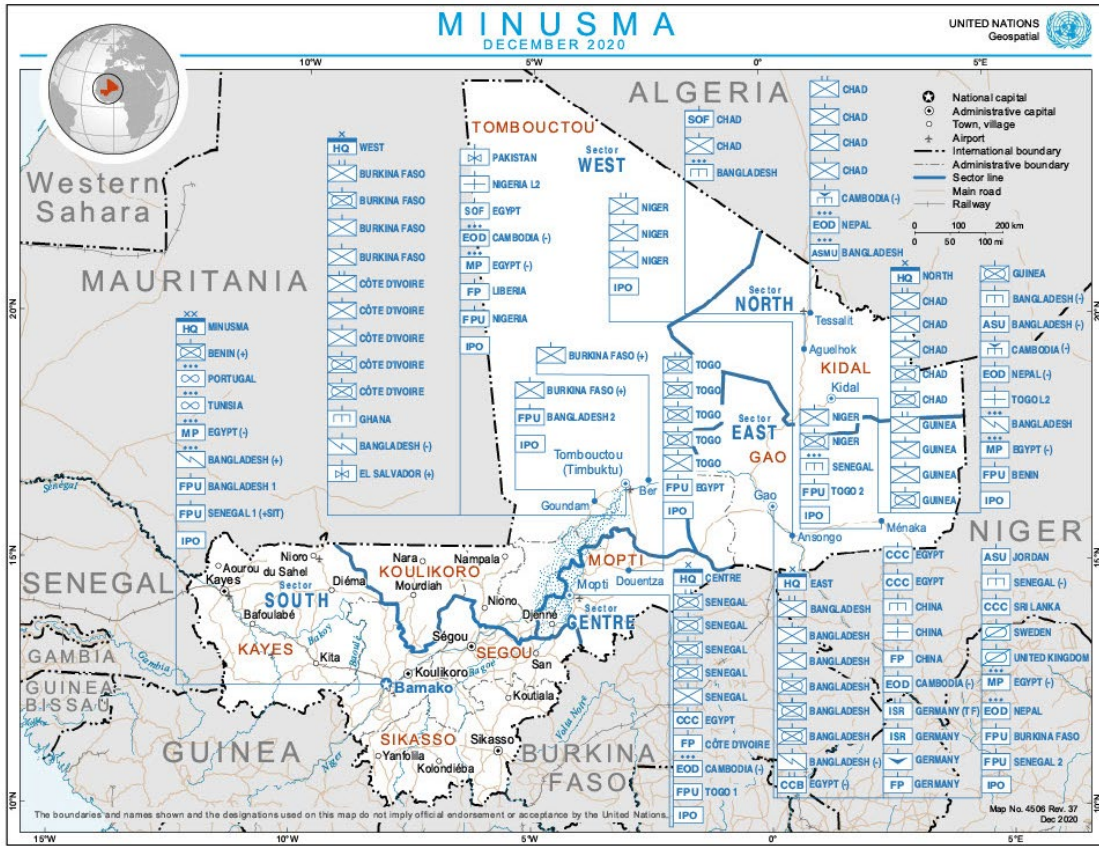 MINUSMA
DECEMBER 2020
UNITED NATIONS
Geospatial
10°W
5°W
0°
5°E
National capital
Administrative capital
Town, village
Airport
International boundary
Administrative boundary
Sector line
Main road
Railway
0 100 200 km
0 50 100 mi
ALGERIA
Western
Sahara
MAURITANIA
SENEGAL
GAMBIA
GUINEA
BISSAU
GUINEA
BURKINA
FASO
NIGER
TOMBOUCTOU
Sector
WEST
Sector
NORTH
KIDAL
Sector
EAST
GAO
MOPTI
Sector
CENTRE
KOULIKORO
Sector
SOUTH
KAYES
SEGOU
SIKASSO
HQ MINUSMA
BENIN (+)
PORTUGAL
TUNISIA
MP EGYPT (-)
BANGLADESH (+)
FPU BANGLADESH 1
FPU SENEGAL 1 (+SIT)
IPO
HQ WEST
BURKINA FASO
BURKINA FASO
BURKINA FASO
BURKINA FASO
CÔTE D'IVOIRE
CÔTE D'IVOIRE
CÔTE D'IVOIRE
CÔTE D'IVOIRE
CÔTE D'IVOIRE
GHANA
BANGLADESH (-)
EL SALVADOR (+)
PAKISTAN
NIGERIA L2
SOF EGYPT
EOD CAMBODIA (-)
MP EGYPT (-)
FP LIBERIA
FPU NIGERIA
IPO
BURKINA FASO (+)
BURKINA FASO (+)
FPU BANGLADESH 2
IPO
NIGER
NIGER
NIGER
IPO
SOF CHAD
CHAD
BANGLADESH
CHAD
CHAD
CHAD
CHAD
CAMBODIA (-)
EOD NEPAL
ASMU BANGLADESH
HQ NORTH
CHAD
CHAD
CHAD
CHAD
CHAD
GUINEA
GUINEA
GUINEA
GUINEA
GUINEA
BANGLADESH (-)
ASU BANGLADESH (-)
CAMBODIA (-)
EOD NEPAL (-)
TOGO L2
BANGLADESH
MP EGYPT (-)
FPU BENIN
IPO
TOGO
TOGO
TOGO
TOGO
TOGO
FPU EGYPT
IPO
NIGER
NIGER
SENEGAL
FPU TOGO 2
IPO
HQ CENTRE
SENEGAL
SENEGAL
SENEGAL
SENEGAL
SENEGAL
CCC EGYPT
FP CÔTE D'IVOIRE
EOD CAMBODIA (-)
FPU TOGO 1
IPO
HQ EAST
BANGLADESH
BANGLADESH
BANGLADESH
BANGLADESH
BANGLADESH
BANGLADESH
BANGLADESH (-)
CCB EGYPT (-)
CCC EGYPT
CCC EGYPT
CHINA
CHINA
FP CHINA
EOD CAMBODIA (-)
ISR GERMANY (TF)
ISR GERMANY
GERMANY
FP GERMANY
ASU JORDAN
SENEGAL (-)
CCC SRI LANKA
SWEDEN
UNITED KINGDOM
MP EGYPT (-)
EOD NEPAL
FPU BURKINA FASO
FPU SENEGAL 2
IPO
Tessalit
Aguelhok
Kidal
Tombouctou
(Timbuktu)
Ber
Goundam
Gao
Ansongo
Ménaka
Mopti
Douentza
Djenné
Nioro
du Sahel
Aourou
Kayes
Diéma
Nara
Mourdiah
Nampala
Niono
Bafoulabé
Kita
Ségou
San
Koulikoro
Bamako
Koutiala
Sikasso
Yanfolila
Kolondiéba
Senegal
Gambia
Bakoy
Baoulé
Bagoe
Niger
Volta Noire
20°N
15°N
10°N
20°N
15°N
10°N
15°W
10°W
5°W
0°
5°E
The boundaries and names shown and the designations used on this map do not imply official endorsement or acceptance by the United Nations.
Map No. 4506 Rev. 37
Dec 2020